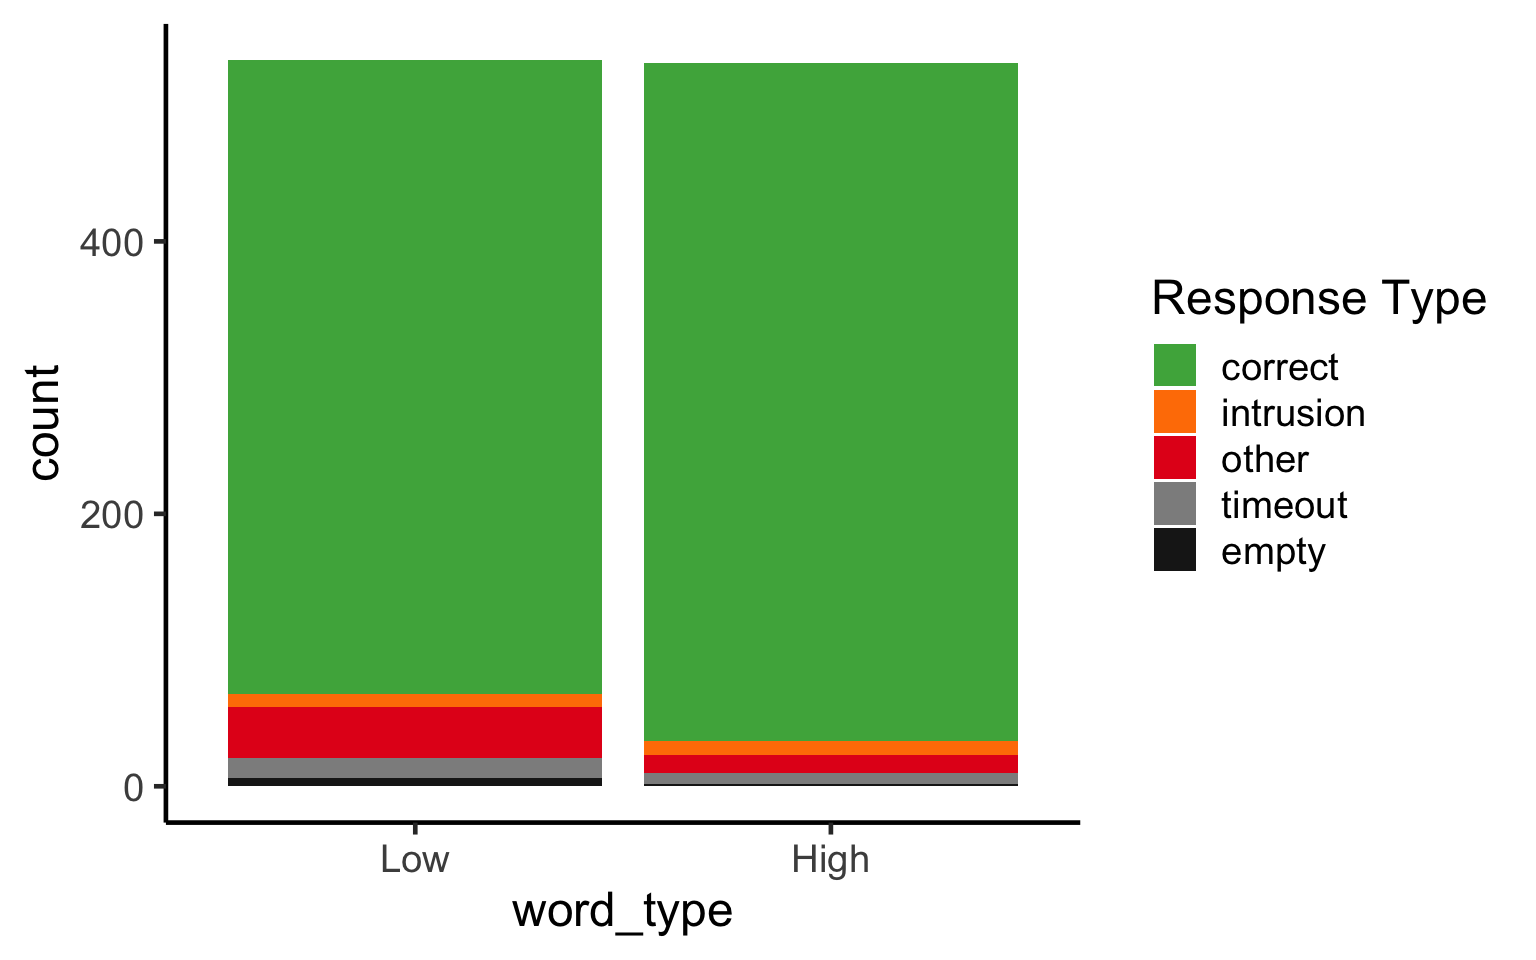 count
400
200
0
Low
High
word_type
Response Type
correct
intrusion
other
timeout
empty